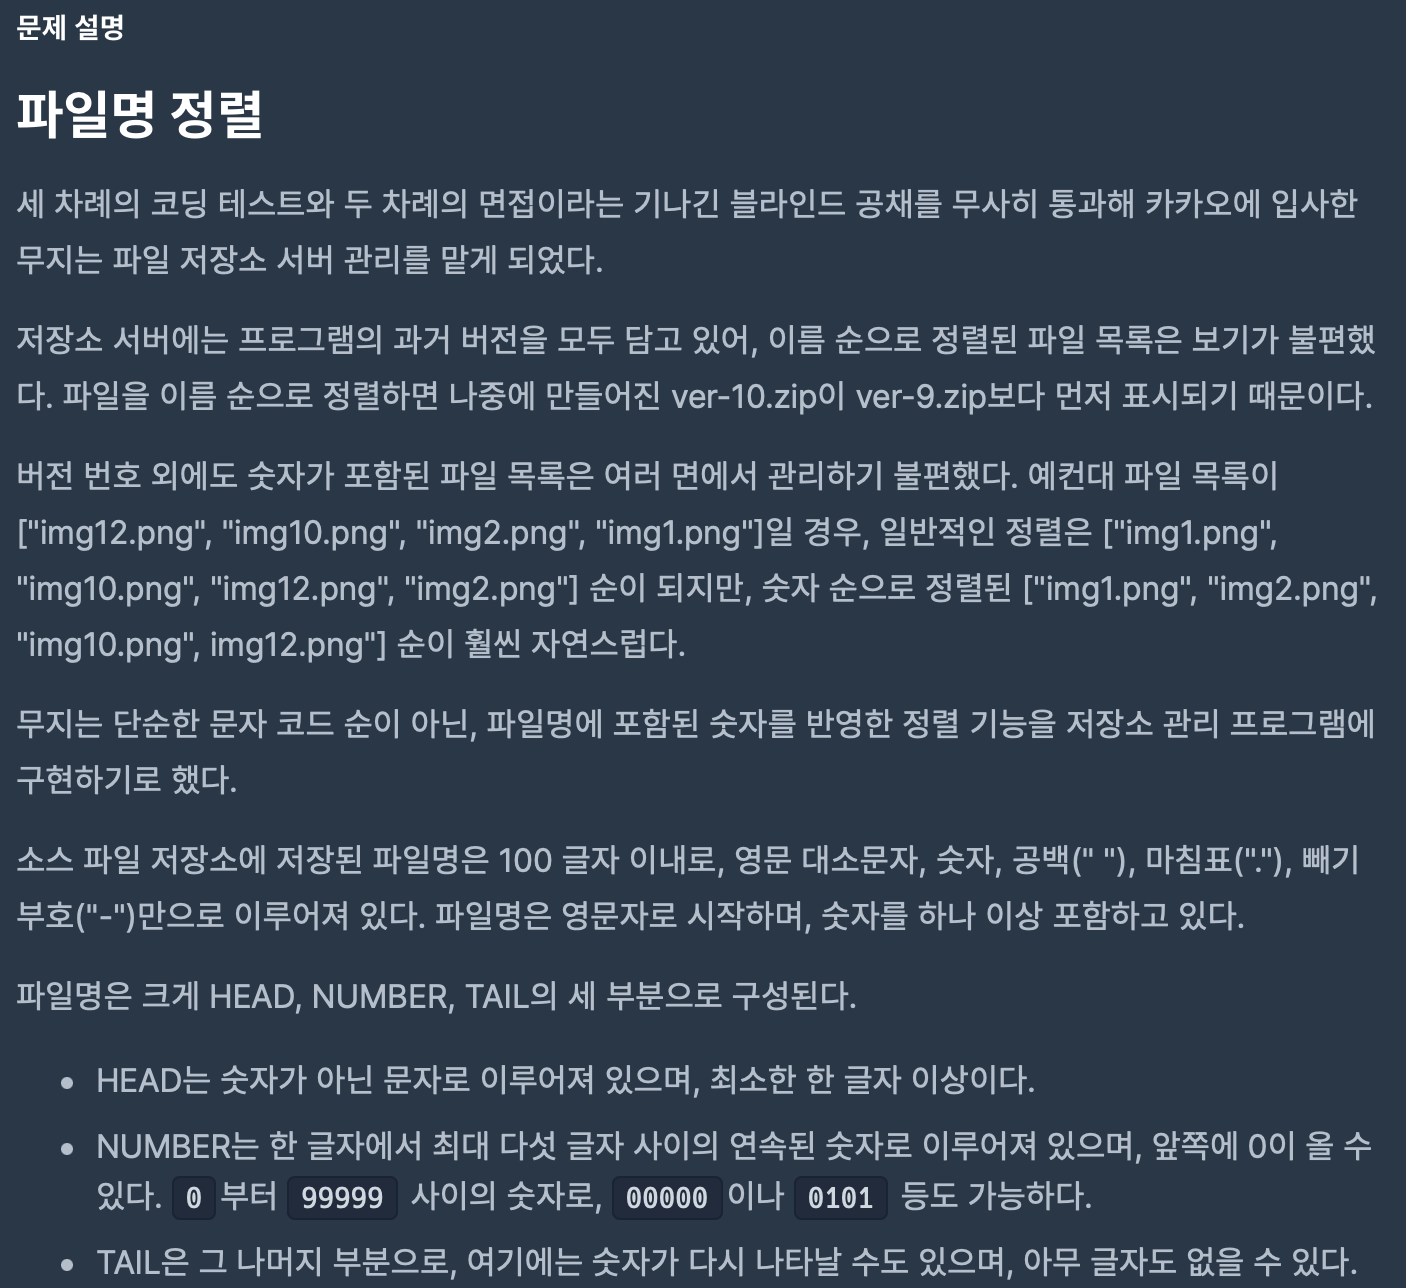 문제 설명
파일명 정렬
세 차례의 코딩 테스트와 두 차례의 면접이라는 기나긴 블라인드 공채를 무사히 통과해 카카오에 입사한
무지는 파일 저장소 서버 관리를 맡게 되었다.
저장소 서버에는 프로그램의 과거 버전을 모두 담고 있어, 이름 순으로 정렬된 파일 목록은 보기가 불편했
다. 파일을 이름 순으로 정렬하면 나중에 만들어진 ver-10.zip이 ver-9.zip보다 먼저 표시되기 때문이다.
버전 번호 외에도 숫자가 포함된 파일 목록은 여러 면에서 관리하기 불편했다. 예컨대 파일 목록이
["img12.png", "img10.png", "img2.png", "img1.png"]일 경우, 일반적인 정렬은 ["img1.png",
"img10.png", "img12.png", "img2.png"] 순이 되지만, 숫자 순으로 정렬된 ["img1.png", "img2.png",
"img10.png", img12.png"] 순이 훨씬 자연스럽다.
무지는 단순한 문자 코드 순이 아닌, 파일명에 포함된 숫자를 반영한 정렬 기능을 저장소 관리 프로그램에
구현하기로 했다.
소스 파일 저장소에 저장된 파일명은 100 글자 이내로, 영문 대소문자, 숫자, 공백(" "), 마침표("."), 빼기
부호("-")만으로 이루어져 있다. 파일명은 영문자로 시작하며, 숫자를 하나 이상 포함하고 있다.
파일명은 크게 HEAD, NUMBER, TAIL의 세 부분으로 구성된다.
• HEAD는 숫자가 아닌 문자로 이루어져 있으며, 최소한 한 글자 이상이다.
• NUMBER는 한 글자에서 최대 다섯 글자 사이의 연속된 숫자로 이루어져 있으며, 앞쪽에 0이 올 수
있다. 0 부터 99999 사이의 숫자로, 00000 이나 0101 등도 가능하다.
• TAIL은 그 나머지 부분으로, 여기에는 숫자가 다시 나타날 수도 있으며, 아무 글자도 없을 수 있다.